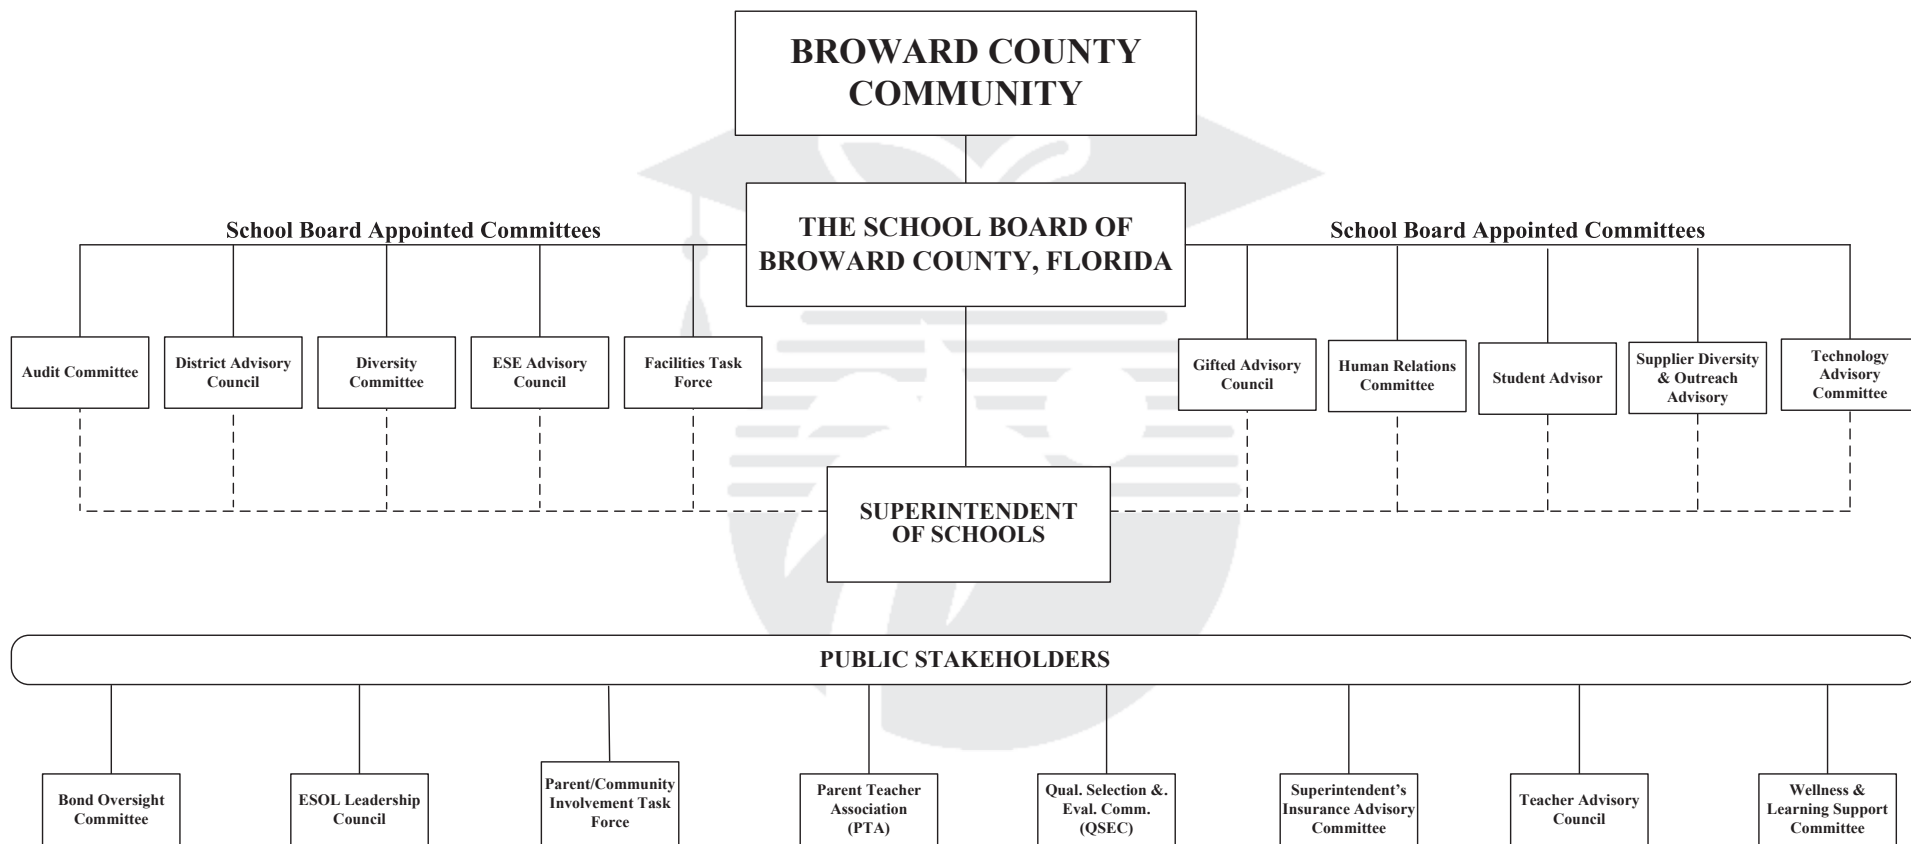 BROWARD COUNTY
COMMUNITY
THE SCHOOL BOARD OF
BROWARD COUNTY, FLORIDA
School Board Appointed Committees
School Board Appointed Committees
Audit Committee
District Advisory
Council
Diversity
Committee
ESE Advisory
Council
Facilities Task
Force
Gifted Advisory
Council
Human Relations
Committee
Student Advisor
Supplier Diversity
& Outreach
Advisory
Technology
Advisory
Committee
SUPERINTENDENT
OF SCHOOLS
PUBLIC STAKEHOLDERS
Bond Oversight
Committee
ESOL Leadership
Council
Parent/Community
Involvement Task
Force
Parent Teacher
Association
(PTA)
Qual. Selection &.
Eval. Comm.
(QSEC)
Superintendent’s
Insurance Advisory
Committee
Teacher Advisory
Council
Wellness &
Learning Support
Committee